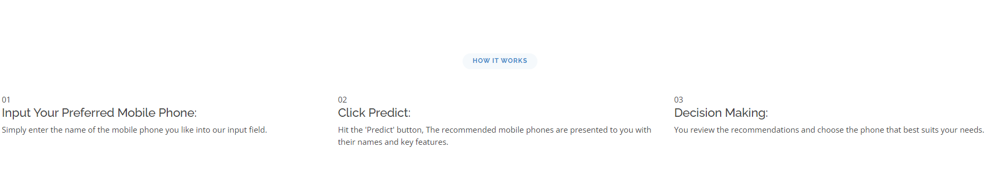 HOW IT WORKS
01
Input Your Preferred Mobile Phone:
Simply enter the name of the mobile phone you like into our input field.
02
Click Predict:
Hit the 'Predict' button, The recommended mobile phones are presented to you with
their names and key features.
03
Decision Making:
You review the recommendations and choose the phone that best suits your needs.